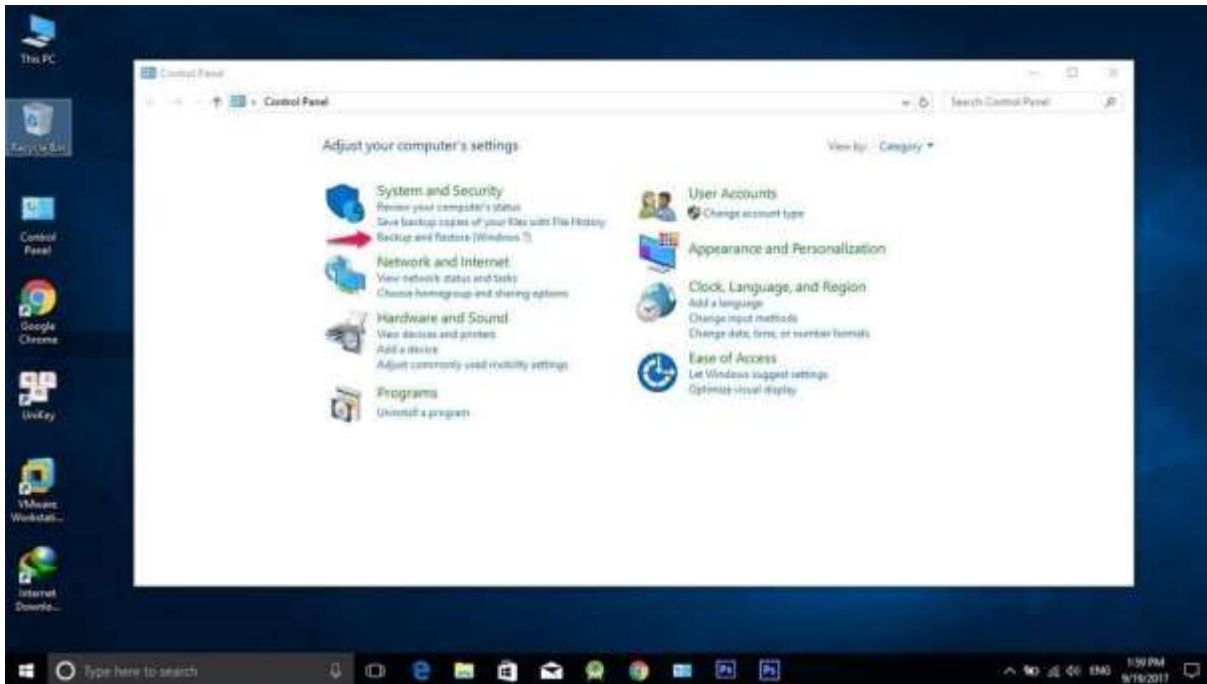 This PC
Control Panel
Control Panel
Search Control Panel
Recycle Bin
Adjust your computer's settings
View by: Category
System and Security
Review your computer's status
Save backup copies of your files with File History
Backup and Restore (Windows 7)
Network and Internet
View network status and tasks
Choose homegroup and sharing options
Hardware and Sound
View devices and printers
Add a device
Adjust commonly used mobility settings
Programs
Uninstall a program
User Accounts
Change account type
Appearance and Personalization
Clock, Language, and Region
Add a language
Change input methods
Change date, time, or number formats
Ease of Access
Let Windows suggest settings
Optimize visual display
Control
Panel
Google
Chrome
UniKey
VMware
Workstati...
Internet
Downlo...
Type here to search
Ps
Ps
ENG
1:59 PM
9/19/2017